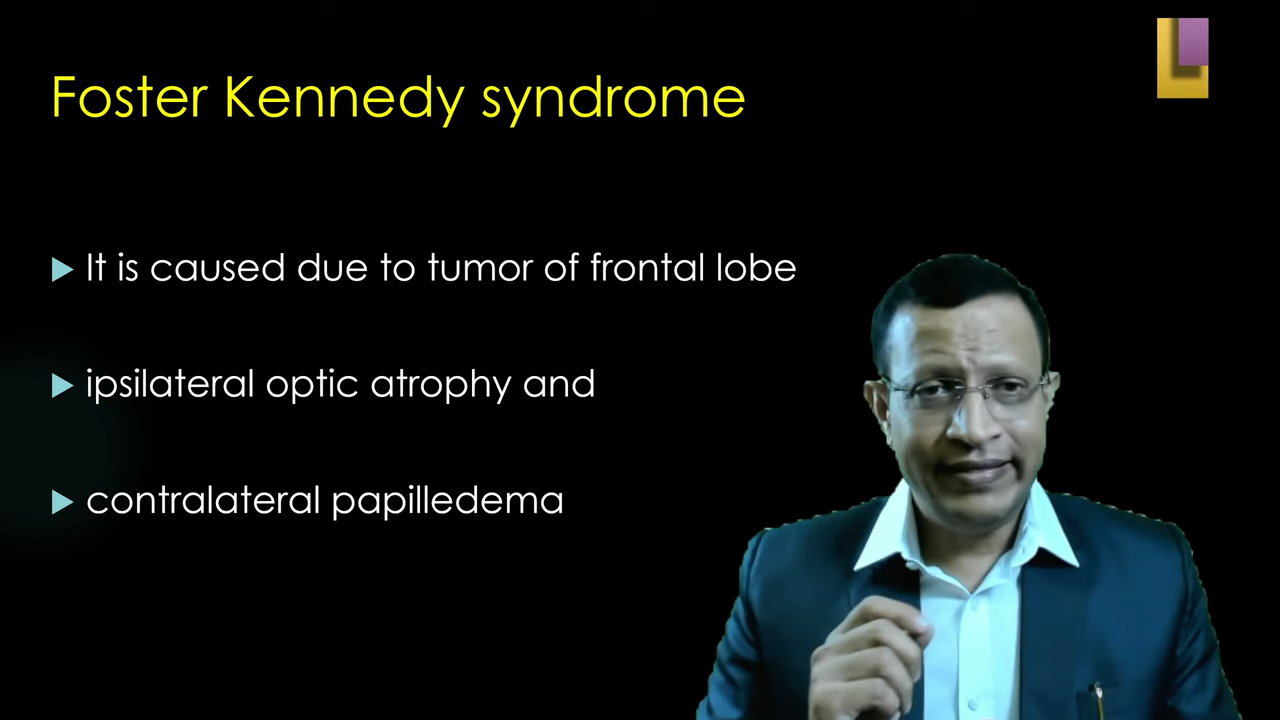 Foster Kennedy syndrome
It is caused due to tumor of frontal lobe
ipsilateral optic atrophy and
contralateral papilledema